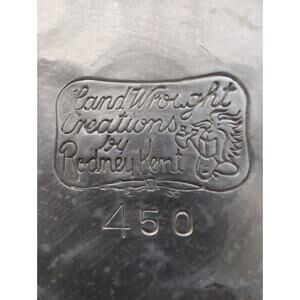 Hand Wrought
Creations
by
Rodney Kent
450